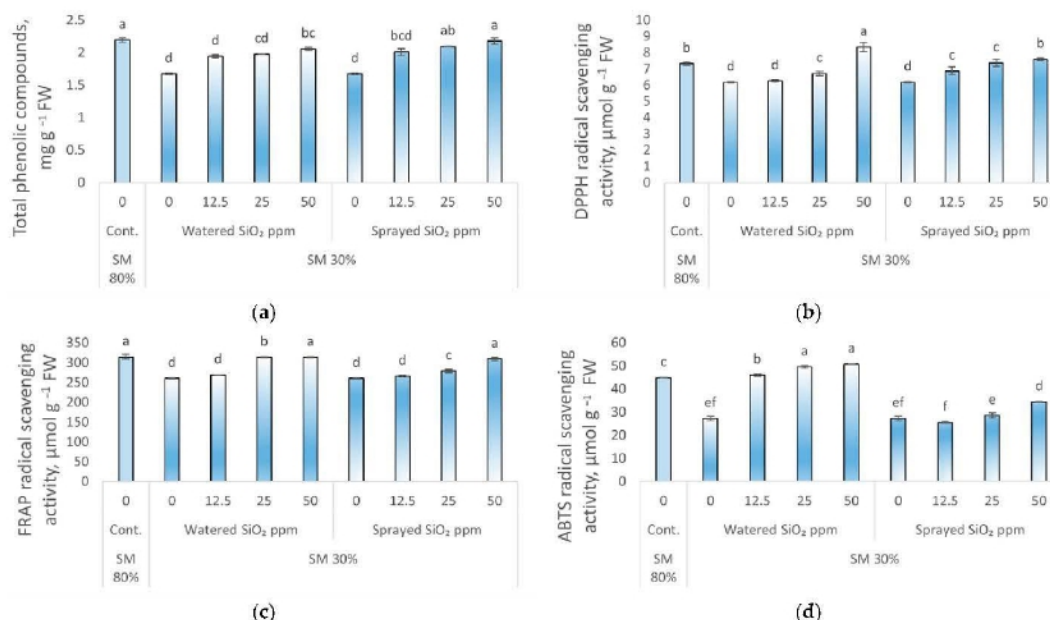 Total phenolic compounds,
mg g ⁻¹ FW
2.5
2
1.5
1
0.5
0
a
d
d
cd
bc
d
bcd
ab
a
0 0 12.5 25 50 0 12.5 25 50
Cont. Watered SiO₂ ppm Sprayed SiO₂ ppm
SM 80% SM 30%
(a)
DPPH radical scavenging
activity, μmol g ⁻¹ FW
10
9
8
7
6
5
4
3
2
1
0
b
d
d
c
a
d
c
c
b
0 0 12.5 25 50 0 12.5 25 50
Cont. Watered SiO₂ ppm Sprayed SiO₂ ppm
SM 80% SM 30%
(b)
FRAP radical scavenging
activity, μmol g ⁻¹ FW
350
300
250
200
150
100
50
0
a
d
d
b
a
d
d
c
a
0 0 12.5 25 50 0 12.5 25 50
Cont. Watered SiO₂ ppm Sprayed SiO₂ ppm
SM 80% SM 30%
(c)
ABTS radical scavenging
activity, μmol g ⁻¹ FW
60
50
40
30
20
10
0
c
ef
b
a
a
ef
f
e
d
0 0 12.5 25 50 0 12.5 25 50
Cont. Watered SiO₂ ppm Sprayed SiO₂ ppm
SM 80% SM 30%
(d)